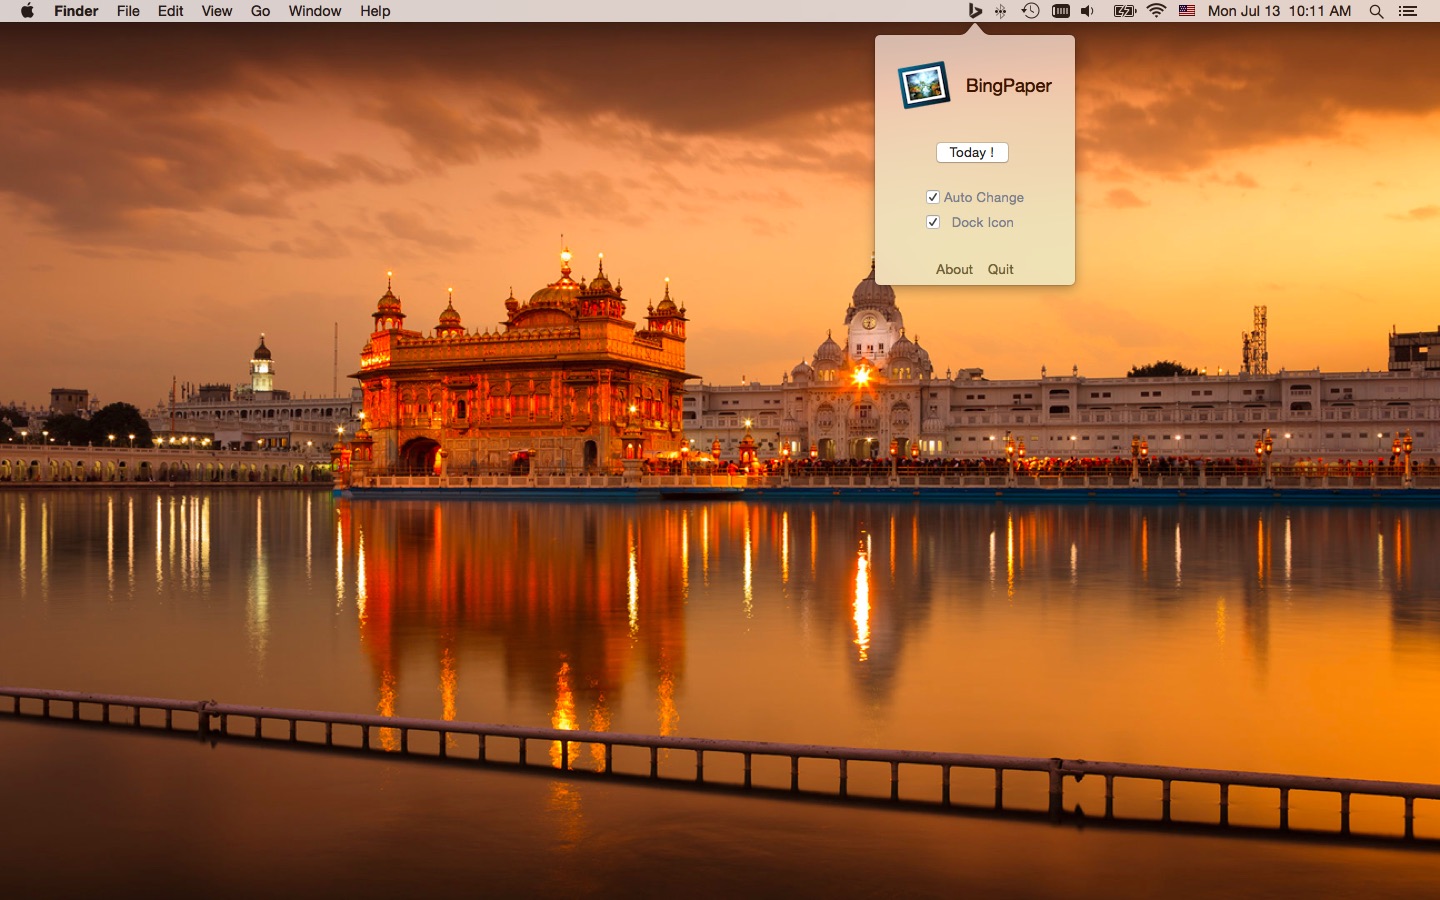 Finder File Edit View Go Window Help Mon Jul 13 10:11 AM
BingPaper
Today !
Auto Change
Dock Icon
About Quit